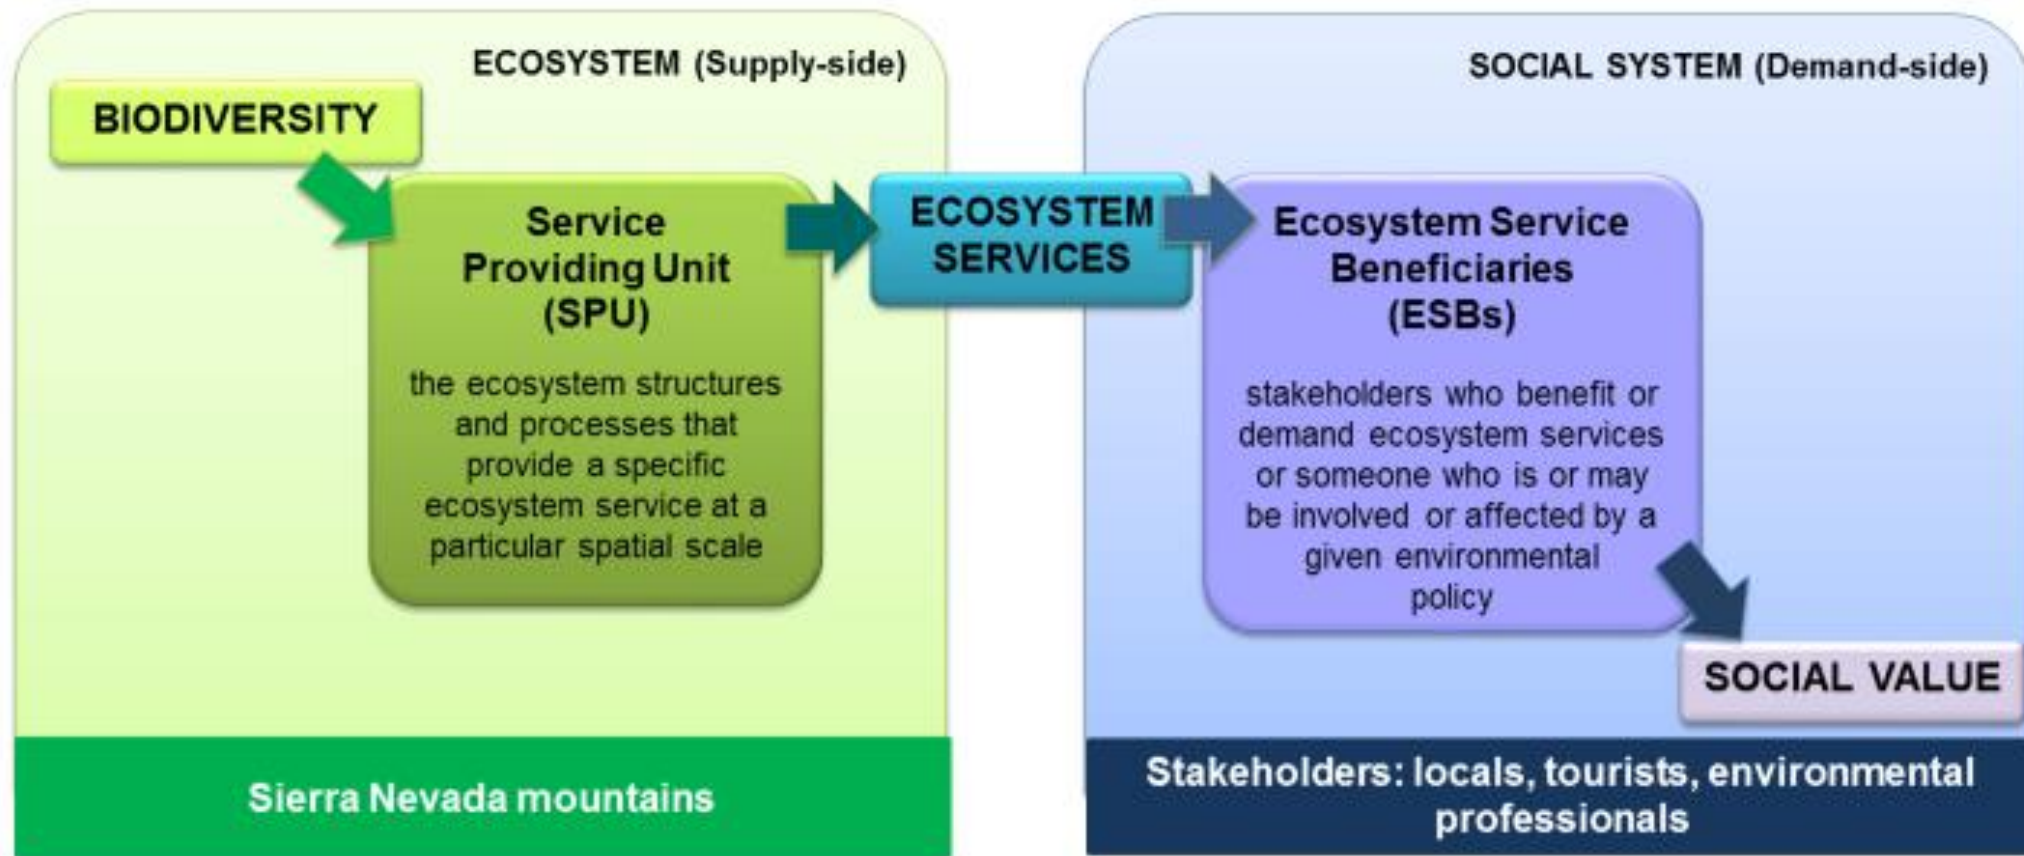 ECOSYSTEM (Supply-side)
BIODIVERSITY
Service
Providing Unit
(SPU)
the ecosystem structures
and processes that
provide a specific
ecosystem service at a
particular spatial scale
Sierra Nevada mountains
ECOSYSTEM
SERVICES
SOCIAL SYSTEM (Demand-side)
Ecosystem Service
Beneficiaries
(ESBs)
stakeholders who benefit or
demand ecosystem services
or someone who is or may
be involved or affected by a
given environmental
policy
SOCIAL VALUE
Stakeholders: locals, tourists, environmental
professionals